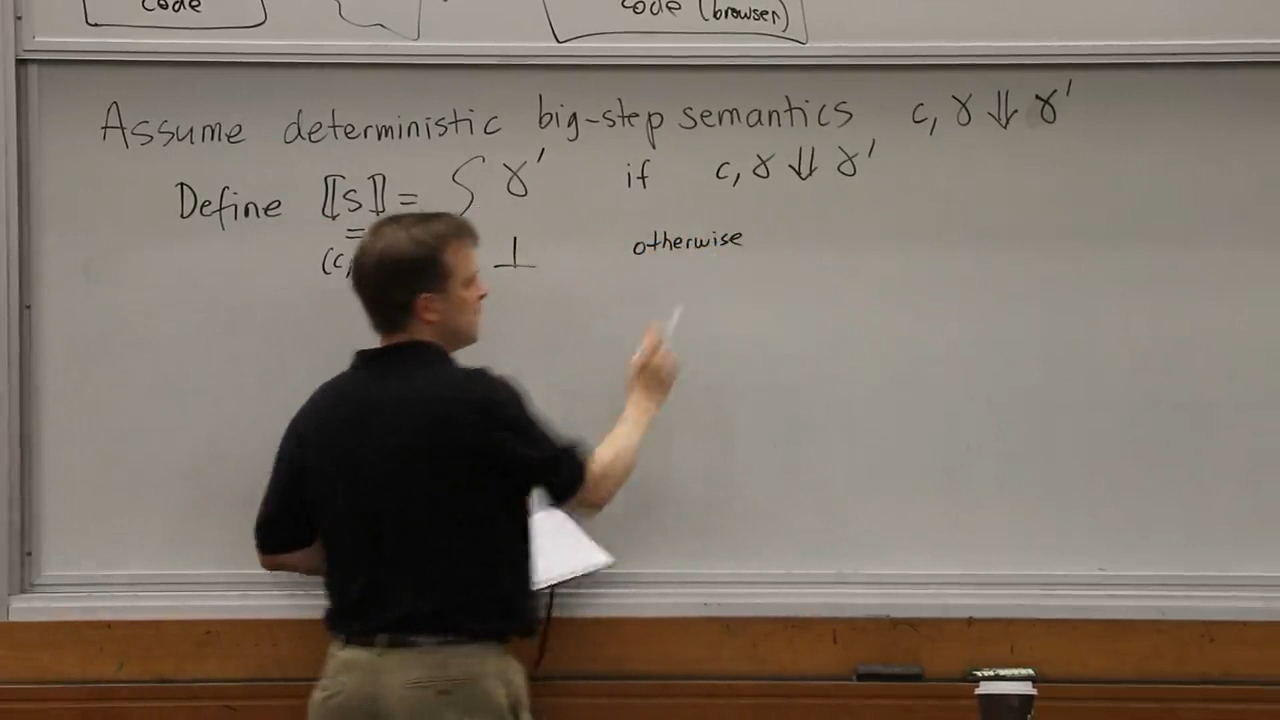 code
code (browser)
Assume deterministic big-step semantics c, γ ⇓ γ'
Define ⟦s⟧ = { γ' if c, γ ⇓ γ'
= ⊥ otherwise
(c,